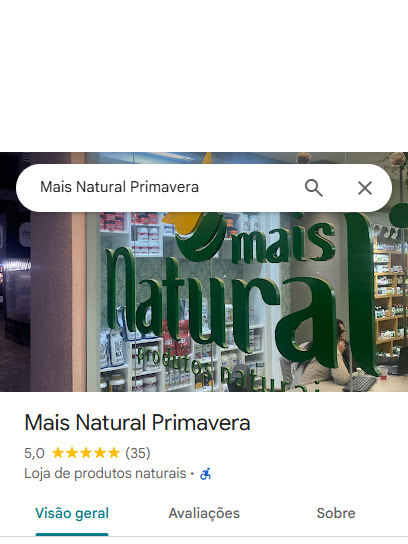 Mais Natural Primavera
mais
Natural
Produtos naturai
Mais Natural Primavera
5,0 ★★★★★ (35)
Loja de produtos naturais ·
Visão geral
Avaliações
Sobre